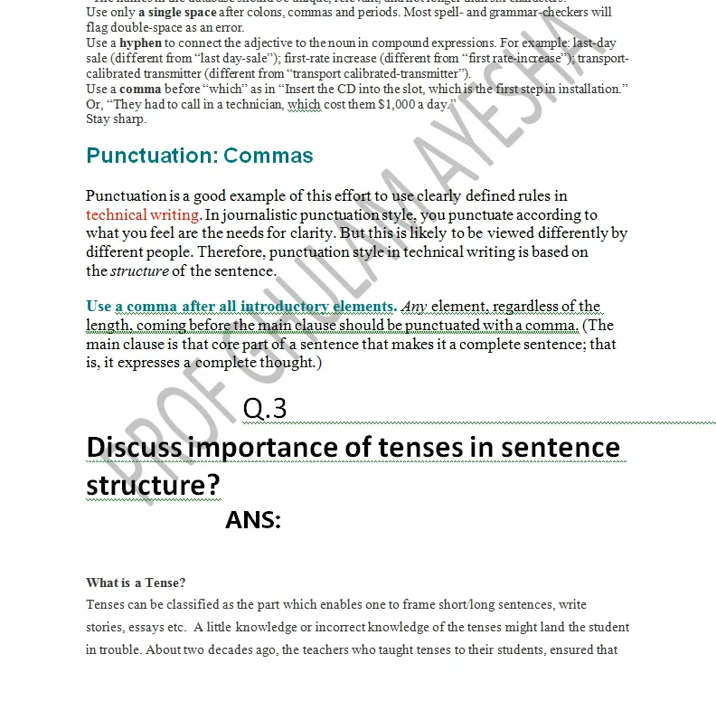 The names in the database should be unique, relevant, and not longer than six characters.
Use only a single space after colons, commas and periods. Most spell- and grammar-checkers will
flag double-space as an error.
Use a hyphen to connect the adjective to the noun in compound expressions. For example: last-day
sale (different from “last day-sale”); first-rate increase (different from “first rate-increase”); transport-
calibrated transmitter (different from “transport calibrated-transmitter”).
Use a comma before “which” as in “Insert the CD into the slot, which is the first step in installation.”
Or, “They had to call in a technician, which cost them $1,000 a day.”
Stay sharp.
Punctuation: Commas
Punctuation is a good example of this effort to use clearly defined rules in
technical writing. In journalistic punctuation style, you punctuate according to
what you feel are the needs for clarity. But this is likely to be viewed differently by
different people. Therefore, punctuation style in technical writing is based on
the structure of the sentence.
Use a comma after all introductory elements. Any element, regardless of the
length, coming before the main clause should be punctuated with a comma. (The
main clause is that core part of a sentence that makes it a complete sentence; that
is, it expresses a complete thought.)
Q.3
Discuss importance of tenses in sentence
structure?
ANS:
What is a Tense?
Tenses can be classified as the part which enables one to frame short/long sentences, write
stories, essays etc. A little knowledge or incorrect knowledge of the tenses might land the student
in trouble. About two decades ago, the teachers who taught tenses to their students, ensured that
PROF GHULAM AYESHA